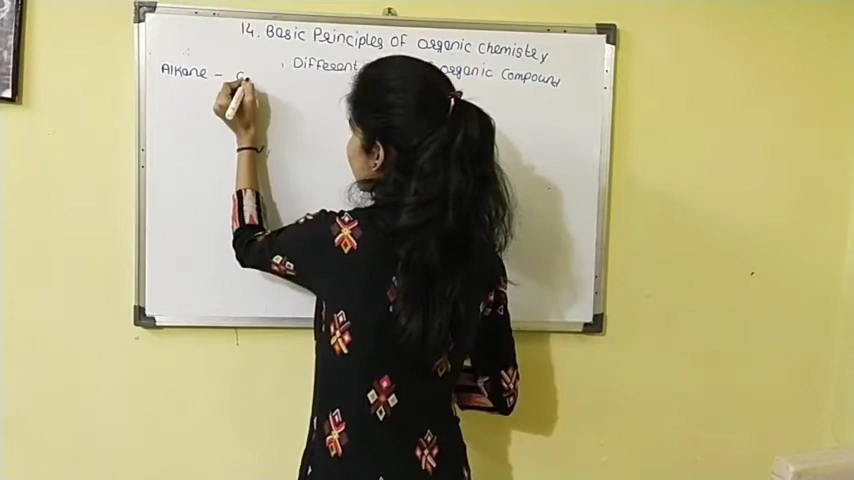 14. Basic Principles of Organic Chemistry
Different organic Compound
Alkane - C